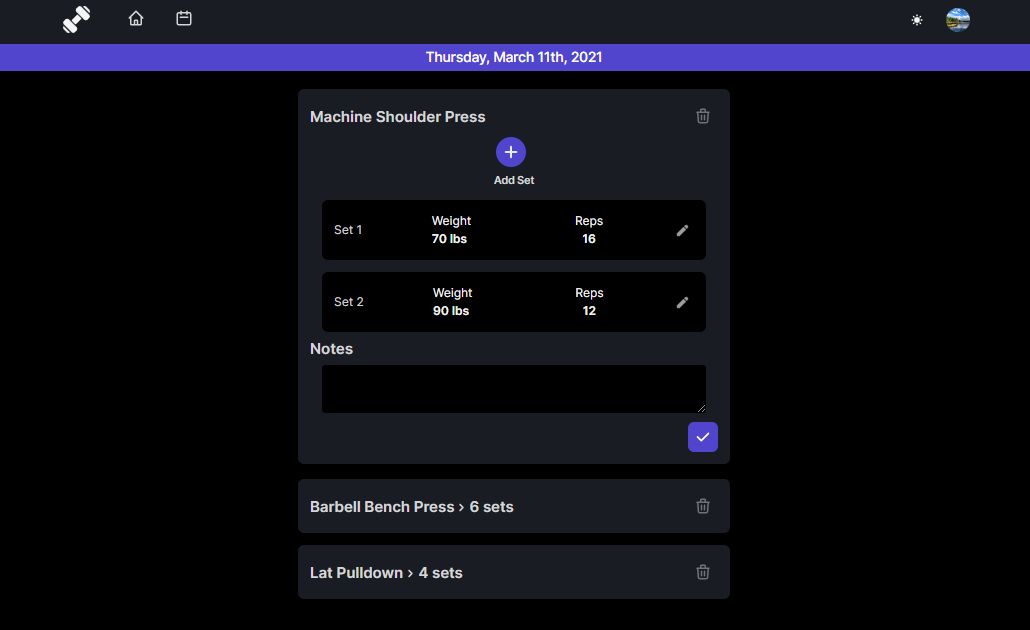 Thursday, March 11th, 2021
Machine Shoulder Press
Add Set
Set 1
Weight
70 lbs
Reps
16
Set 2
Weight
90 lbs
Reps
12
Notes
Barbell Bench Press › 6 sets
Lat Pulldown › 4 sets